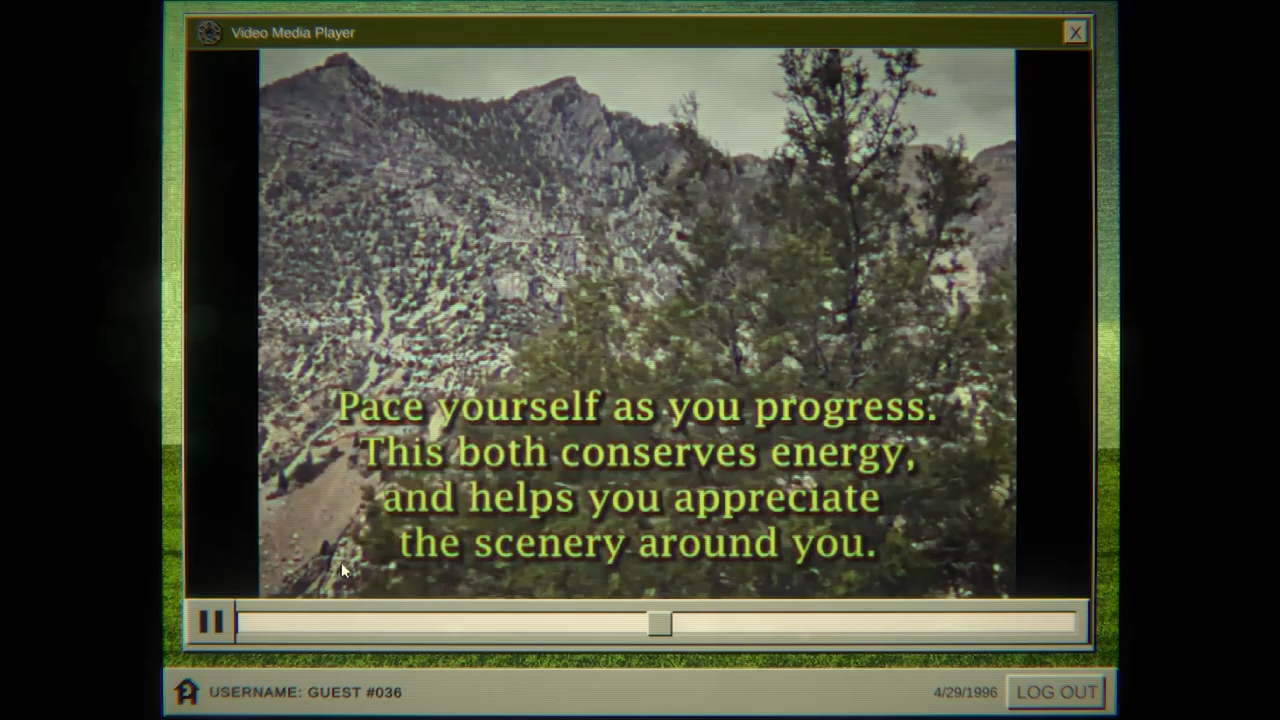 Video Media Player
X
Pace yourself as you progress.
This both conserves energy,
and helps you appreciate
the scenery around you.
USERNAME: GUEST #036
4/29/1996
LOG OUT